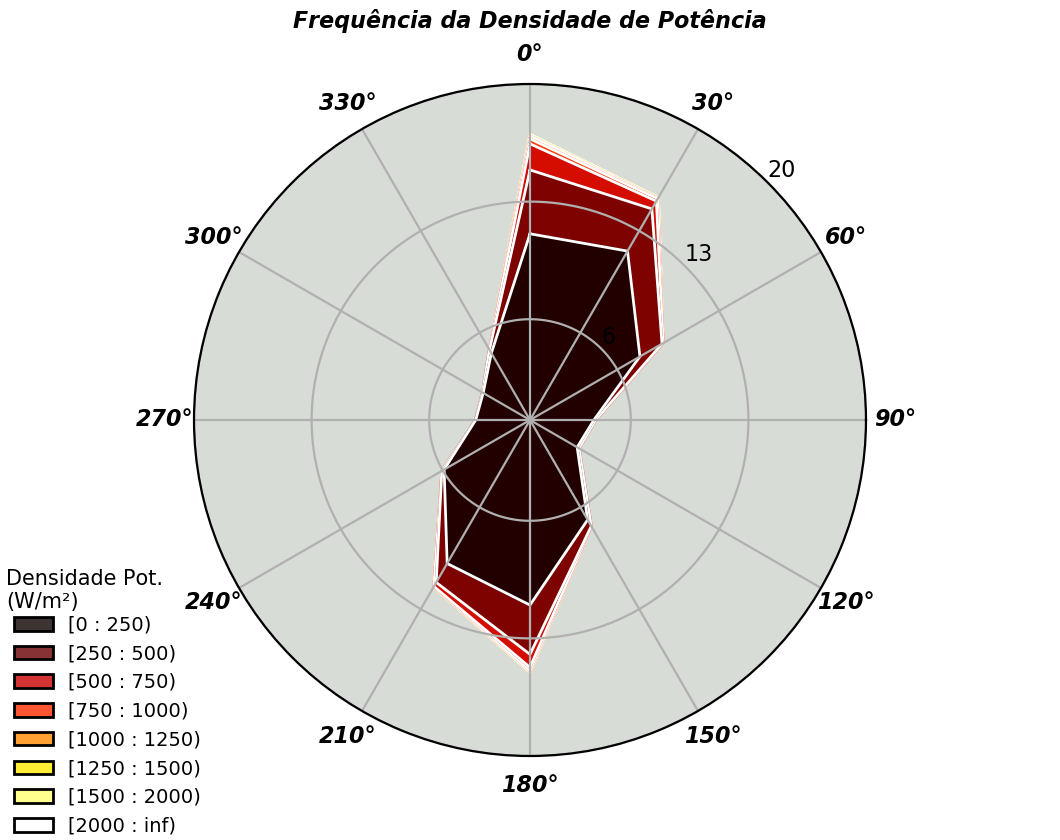 Frequência da Densidade de Potência
0°
330°
30°
20
300°
60°
13
6
270°
90°
240°
120°
210°
150°
180°
Densidade Pot.
(W/m²)
[0 : 250)
[250 : 500)
[500 : 750)
[750 : 1000)
[1000 : 1250)
[1250 : 1500)
[1500 : 2000)
[2000 : inf)